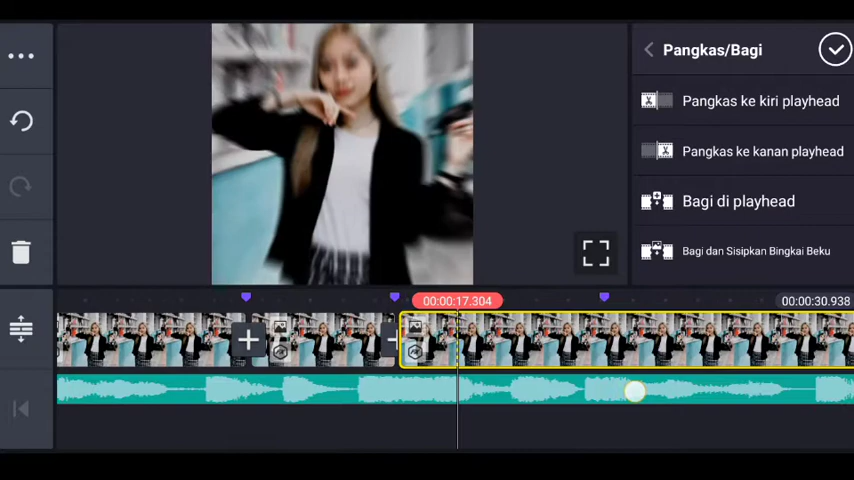 Pangkas/Bagi
Pangkas ke kiri playhead
Pangkas ke kanan playhead
Bagi di playhead
Bagi dan Sisipkan Bingkai Beku
00:00:17.304
00:00:30.938